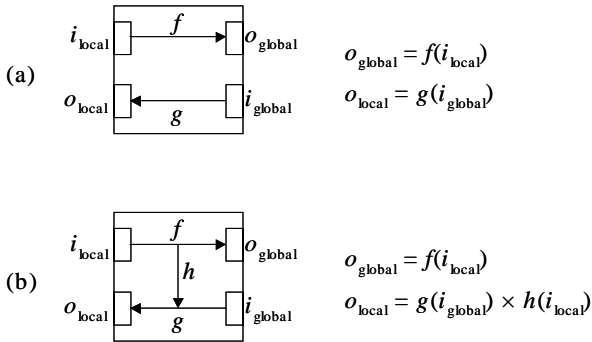 (a)
i_local f o_global
o_local g i_global
o_global = f(i_local)
o_local = g(i_global)
(b)
i_local f o_global
h
o_local g i_global
o_global = f(i_local)
o_local = g(i_global) × h(i_local)